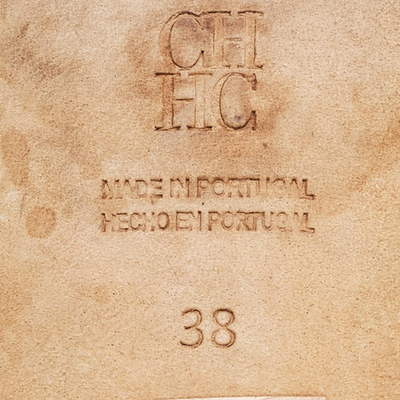 CH
HC
MADE IN PORTUGAL
HECHO EN PORTUGAL
38